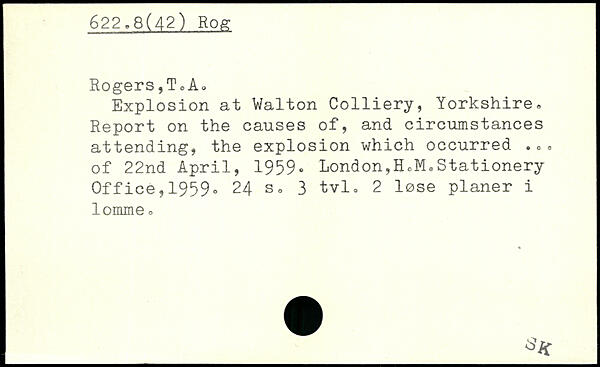 622.8(42) Rog
Rogers,T.A.
Explosion at Walton Colliery, Yorkshire.
Report on the causes of, and circumstances
attending, the explosion which occurred ...
of 22nd April, 1959. London,H.M.Stationery
Office,1959. 24 s. 3 tvl. 2 løse planer i
lomme.
SK